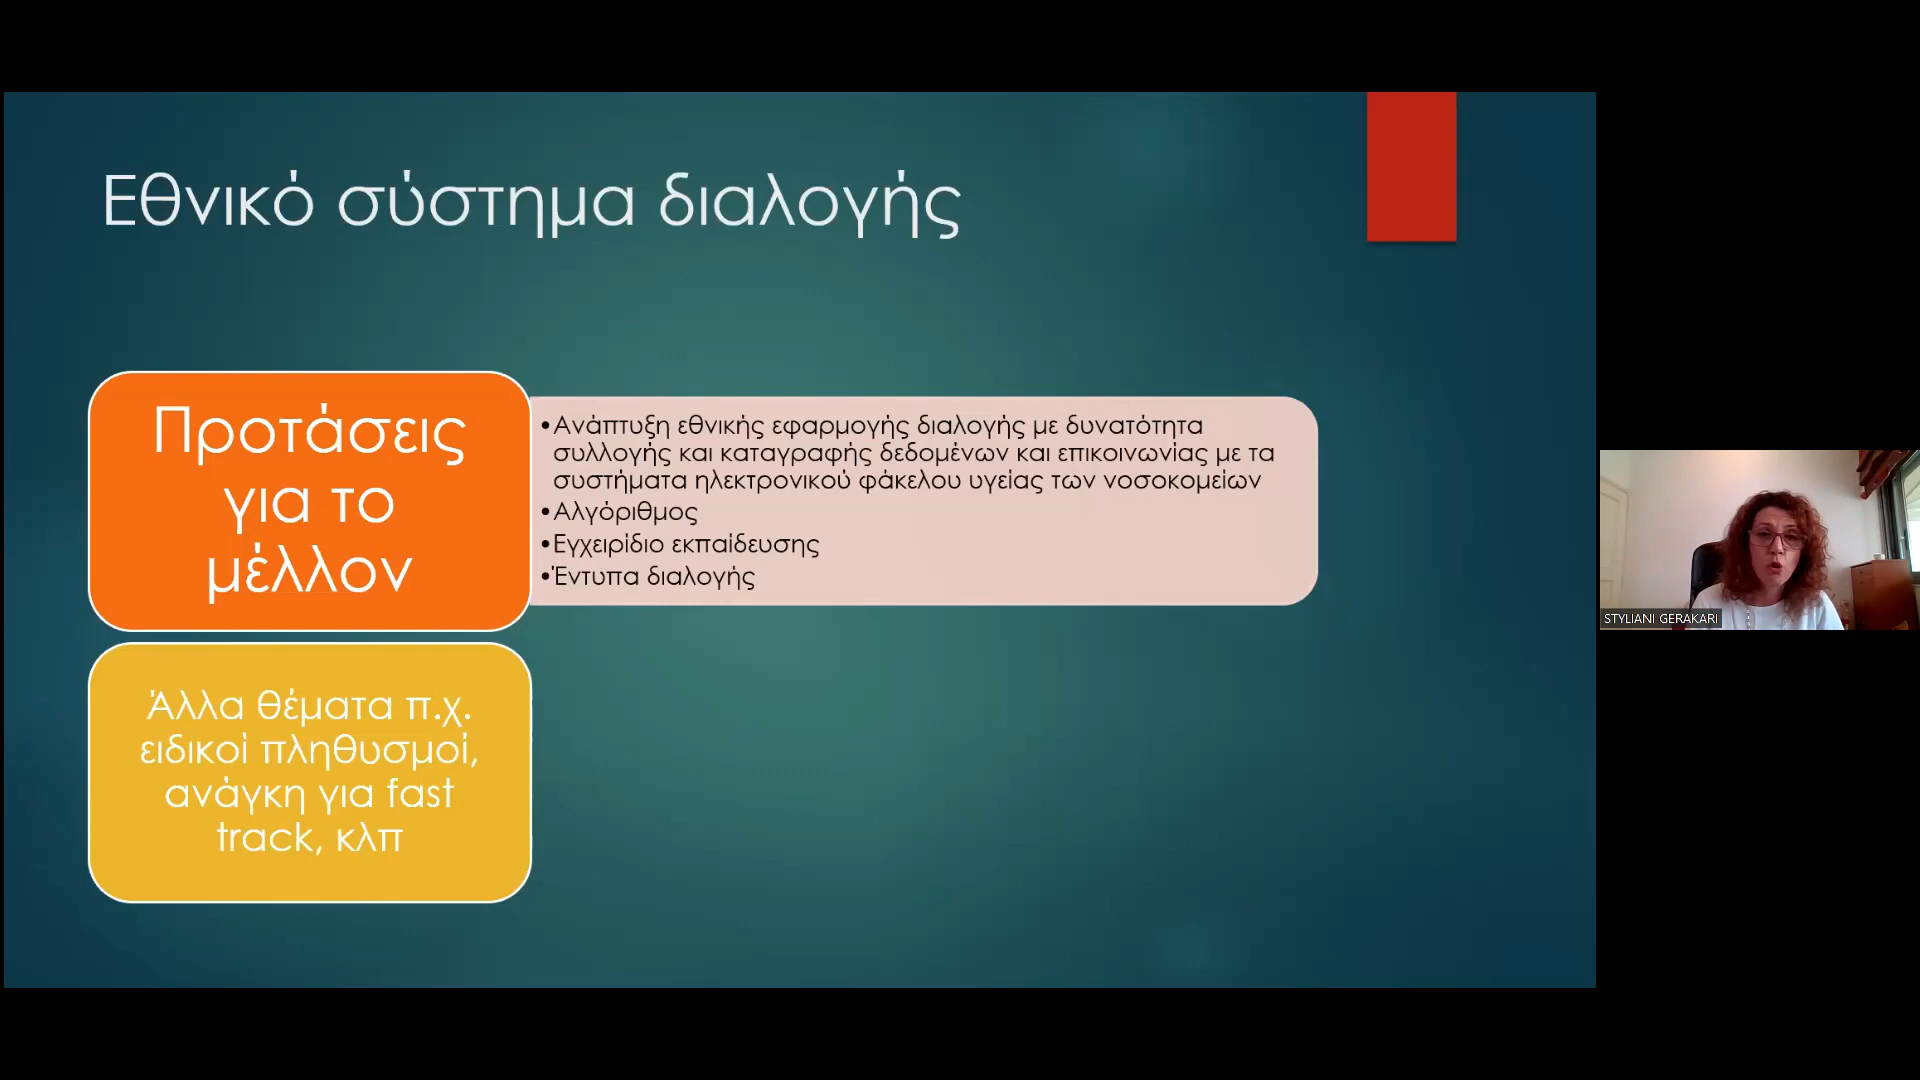 Εθνικό σύστημα διαλογής
Προτάσεις
για το
μέλλον
•Ανάπτυξη εθνικής εφαρμογής διαλογής με δυνατότητα
συλλογής και καταγραφής δεδομένων και επικοινωνίας με τα
συστήματα ηλεκτρονικού φάκελου υγείας των νοσοκομείων
•Αλγόριθμος
•Εγχειρίδιο εκπαίδευσης
•Έντυπα διαλογής
Άλλα θέματα π.χ.
ειδικοί πληθυσμοί,
ανάγκη για fast
track, κλπ
STYLIANI GERAKARI